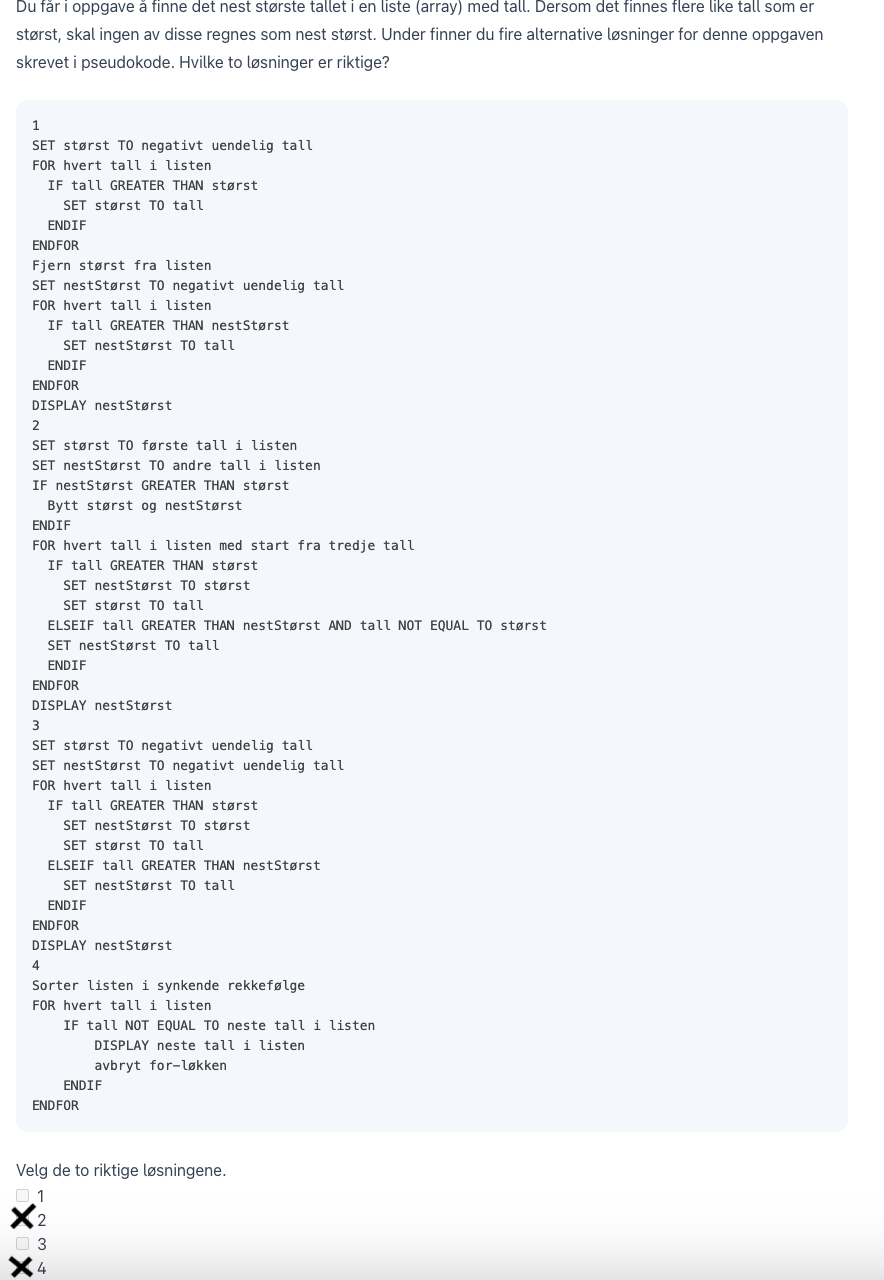 Du får i oppgave å finne det nest største tallet i en liste (array) med tall. Dersom det finnes flere like tall som er
størst, skal ingen av disse regnes som nest størst. Under finner du fire alternative løsninger for denne oppgaven
skrevet i pseudokode. Hvilke to løsninger er riktige?
1
SET størst TO negativt uendelig tall
FOR hvert tall i listen
  IF tall GREATER THAN størst
    SET størst TO tall
  ENDIF
ENDFOR
Fjern størst fra listen
SET nestStørst TO negativt uendelig tall
FOR hvert tall i listen
  IF tall GREATER THAN nestStørst
    SET nestStørst TO tall
  ENDIF
ENDFOR
DISPLAY nestStørst
2
SET størst TO første tall i listen
SET nestStørst TO andre tall i listen
IF nestStørst GREATER THAN størst
  Bytt størst og nestStørst
ENDIF
FOR hvert tall i listen med start fra tredje tall
  IF tall GREATER THAN størst
    SET nestStørst TO størst
    SET størst TO tall
  ELSEIF tall GREATER THAN nestStørst AND tall NOT EQUAL TO størst
  SET nestStørst TO tall
  ENDIF
ENDFOR
DISPLAY nestStørst
3
SET størst TO negativt uendelig tall
SET nestStørst TO negativt uendelig tall
FOR hvert tall i listen
  IF tall GREATER THAN størst
    SET nestStørst TO størst
    SET størst TO tall
  ELSEIF tall GREATER THAN nestStørst
    SET nestStørst TO tall
  ENDIF
ENDFOR
DISPLAY nestStørst
4
Sorter listen i synkende rekkefølge
FOR hvert tall i listen
    IF tall NOT EQUAL TO neste tall i listen
        DISPLAY neste tall i listen
        avbryt for-løkken
    ENDIF
ENDFOR
Velg de to riktige løsningene.
1
2
3
4